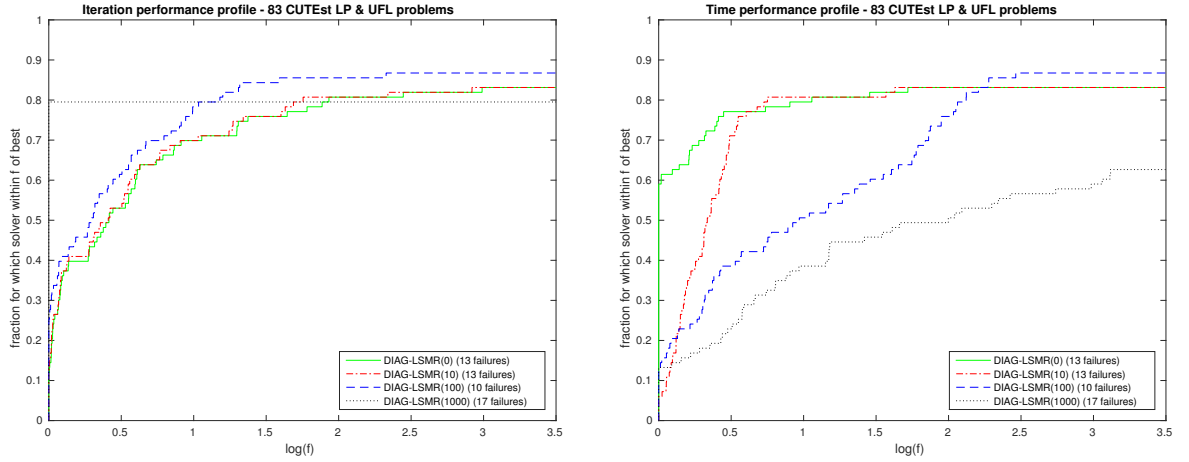 Iteration performance profile - 83 CUTEst LP & UFL problems
fraction for which solver within f of best
1
0.9
0.8
0.7
0.6
0.5
0.4
0.3
0.2
0.1
0
0 0.5 1 1.5 2 2.5 3 3.5
log(f)
DIAG-LSMR(0) (13 failures)
DIAG-LSMR(10) (13 failures)
DIAG-LSMR(100) (10 failures)
DIAG-LSMR(1000) (17 failures)
Time performance profile - 83 CUTEst LP & UFL problems
fraction for which solver within f of best
1
0.9
0.8
0.7
0.6
0.5
0.4
0.3
0.2
0.1
0
0 0.5 1 1.5 2 2.5 3 3.5
log(f)
DIAG-LSMR(0) (13 failures)
DIAG-LSMR(10) (13 failures)
DIAG-LSMR(100) (10 failures)
DIAG-LSMR(1000) (17 failures)